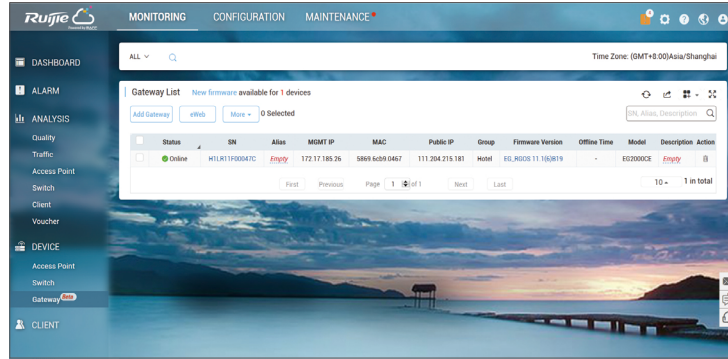 Ruijie
Powered by RUIJIE
MONITORING CONFIGURATION MAINTENANCE
DASHBOARD
ALARM
ANALYSIS
Quality
Traffic
Access Point
Switch
Client
Voucher
DEVICE
Access Point
Switch
Gateway Beta
CLIENT
ALL
Time Zone: (GMT+8:00)Asia/Shanghai
Gateway List New firmware available for 1 devices
Add Gateway eWeb More 0 Selected
SN, Alias, Description
Status SN Alias MGMT IP MAC Public IP Group Firmware Version Offline Time Model Description Action
Online H1LR11F00047C Empty 172.17.185.26 5869.6cb9.0467 111.204.215.181 Hotel EG_RGOS 11.1(6)B19 - EG2000CE Empty
First Previous Page 1 of 1 Next Last 10 1 in total